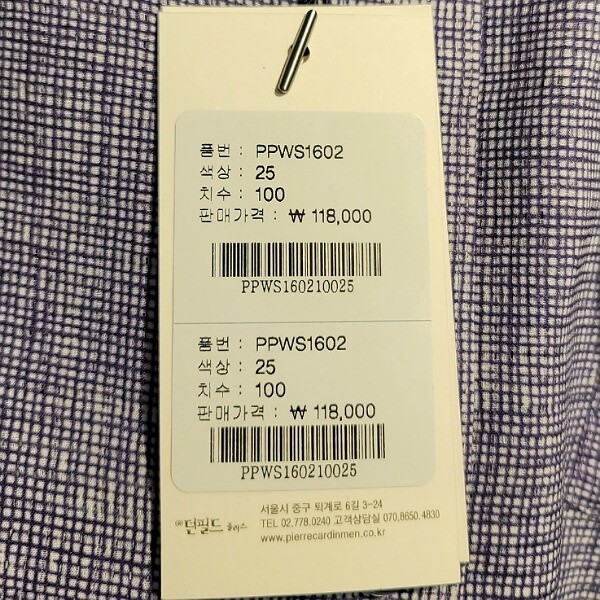 품번 : PPWS1602
색상 : 25
치수 : 100
판매가격 : ₩ 118,000
PPWS160210025
품번 : PPWS1602
색상 : 25
치수 : 100
판매가격 : ₩ 118,000
PPWS160210025
서울시 중구 퇴계로 6길 3-24
㈜던필드 플러스 TEL 02.778.0240 고객상담실 070.8650.4830
www.pierrecardinmen.co.kr